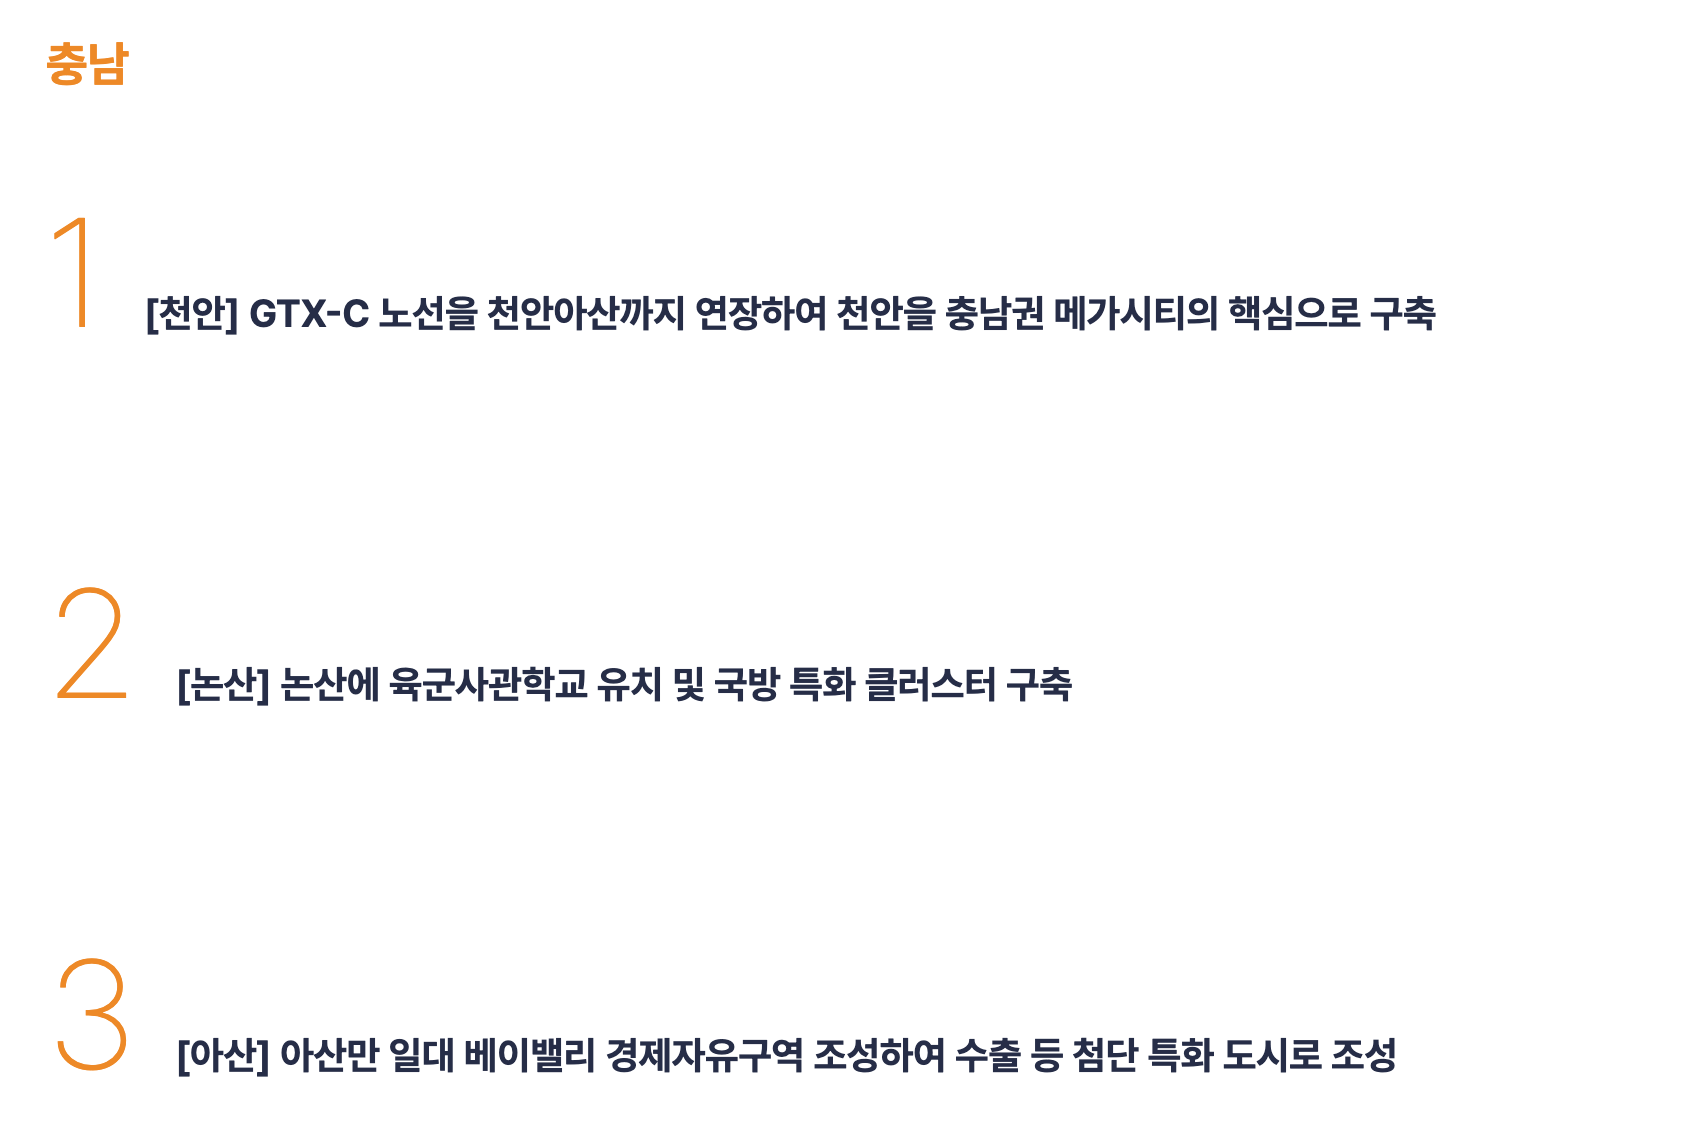 충남
1
[천안] GTX-C 노선을 천안아산까지 연장하여 천안을 충남권 메가시티의 핵심으로 구축
2
[논산] 논산에 육군사관학교 유치 및 국방 특화 클러스터 구축
3
[아산] 아산만 일대 베이밸리 경제자유구역 조성하여 수출 등 첨단 특화 도시로 조성